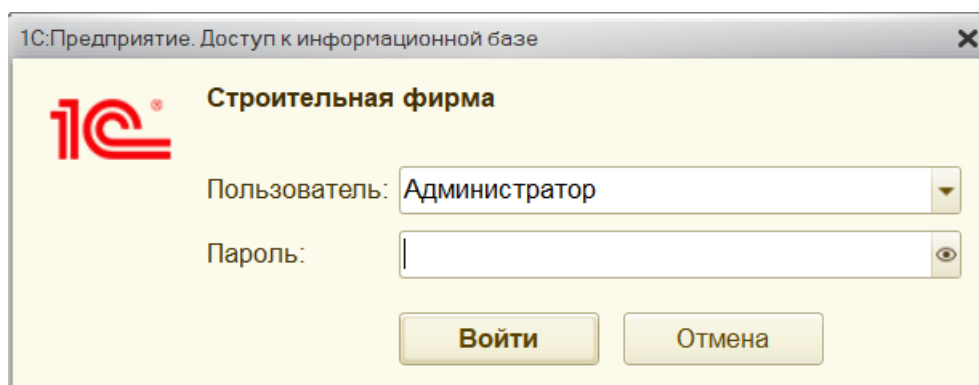 1С:Предприятие. Доступ к информационной базе
1С®
Строительная фирма
Пользователь: Администратор
Пароль:
Войти Отмена